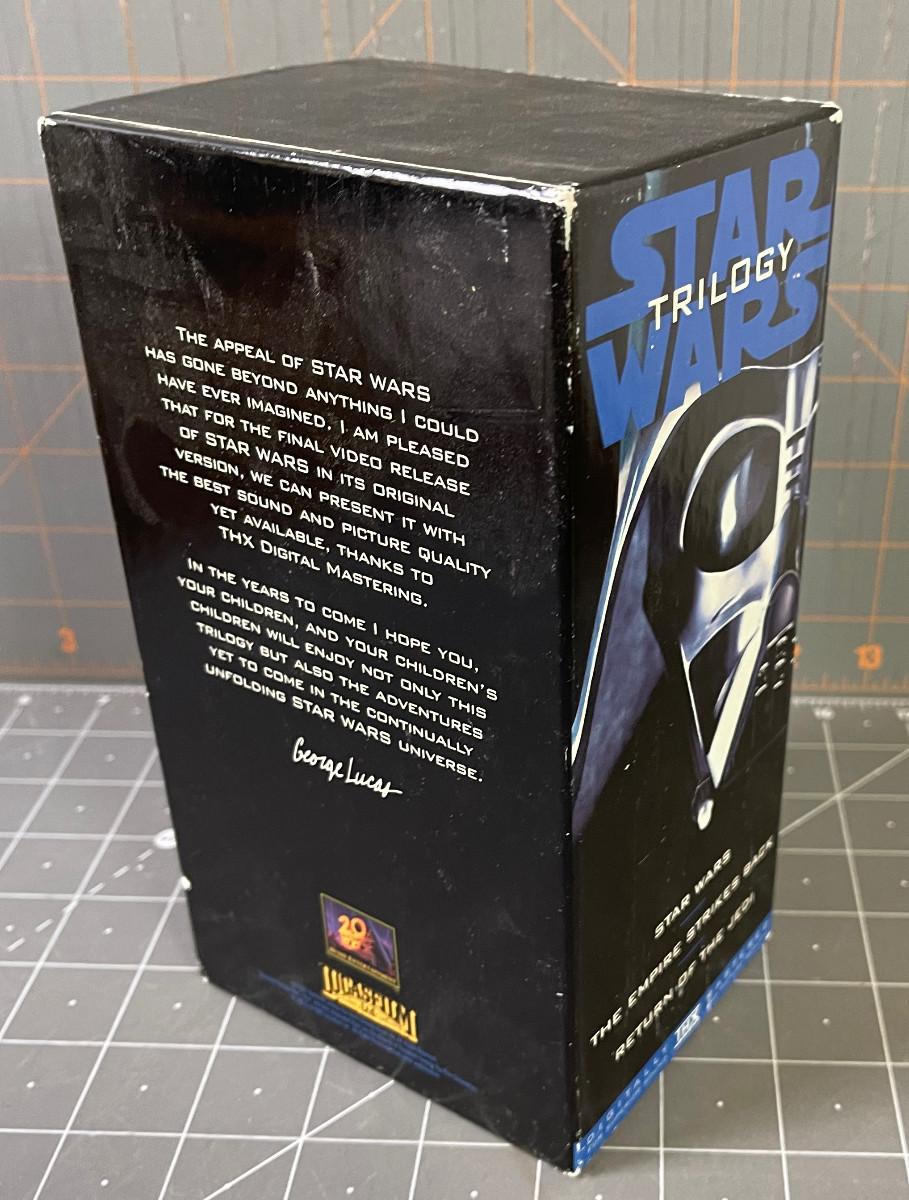 THE APPEAL OF STAR WARS
HAS GONE BEYOND ANYTHING I COULD
HAVE EVER IMAGINED. I AM PLEASED
THAT FOR THE FINAL VIDEO RELEASE
OF STAR WARS IN ITS ORIGINAL
VERSION, WE CAN PRESENT IT WITH
THE BEST SOUND AND PICTURE QUALITY
YET AVAILABLE, THANKS TO
THX DIGITAL MASTERING.
IN THE YEARS TO COME I HOPE YOU,
YOUR CHILDREN, AND YOUR CHILDREN'S
CHILDREN WILL ENJOY NOT ONLY THIS
TRILOGY BUT ALSO THE ADVENTURES
YET TO COME IN THE CONTINUALLY
UNFOLDING STAR WARS UNIVERSE.
George Lucas
20
LUCASFILM
LTD
STAR
TRILOGY
WARS
STAR WARS
THE EMPIRE STRIKES BACK
RETURN OF THE JEDI
DIGITALLY
THX
3
13